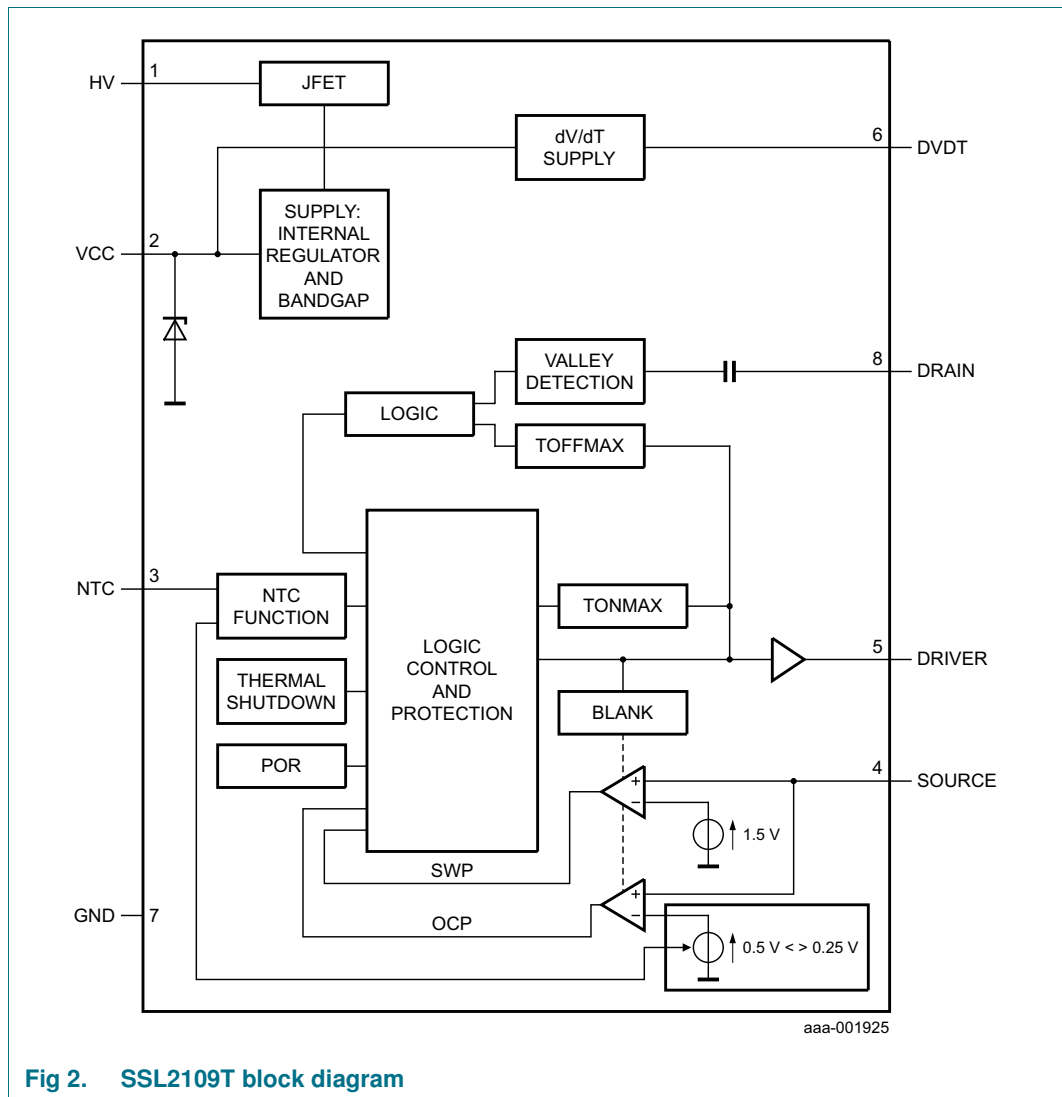 HV
1
JFET
dV/dT
SUPPLY
6
DVDT
SUPPLY:
INTERNAL
REGULATOR
AND
BANDGAP
VCC
2
VALLEY
DETECTION
8
DRAIN
LOGIC
TOFFMAX
NTC
3
NTC
FUNCTION
TONMAX
LOGIC
CONTROL
AND
PROTECTION
5
DRIVER
THERMAL
SHUTDOWN
BLANK
POR
4
SOURCE
+
−
1.5 V
SWP
+
−
GND
7
OCP
0.5 V < > 0.25 V
aaa-001925
Fig 2. SSL2109T block diagram